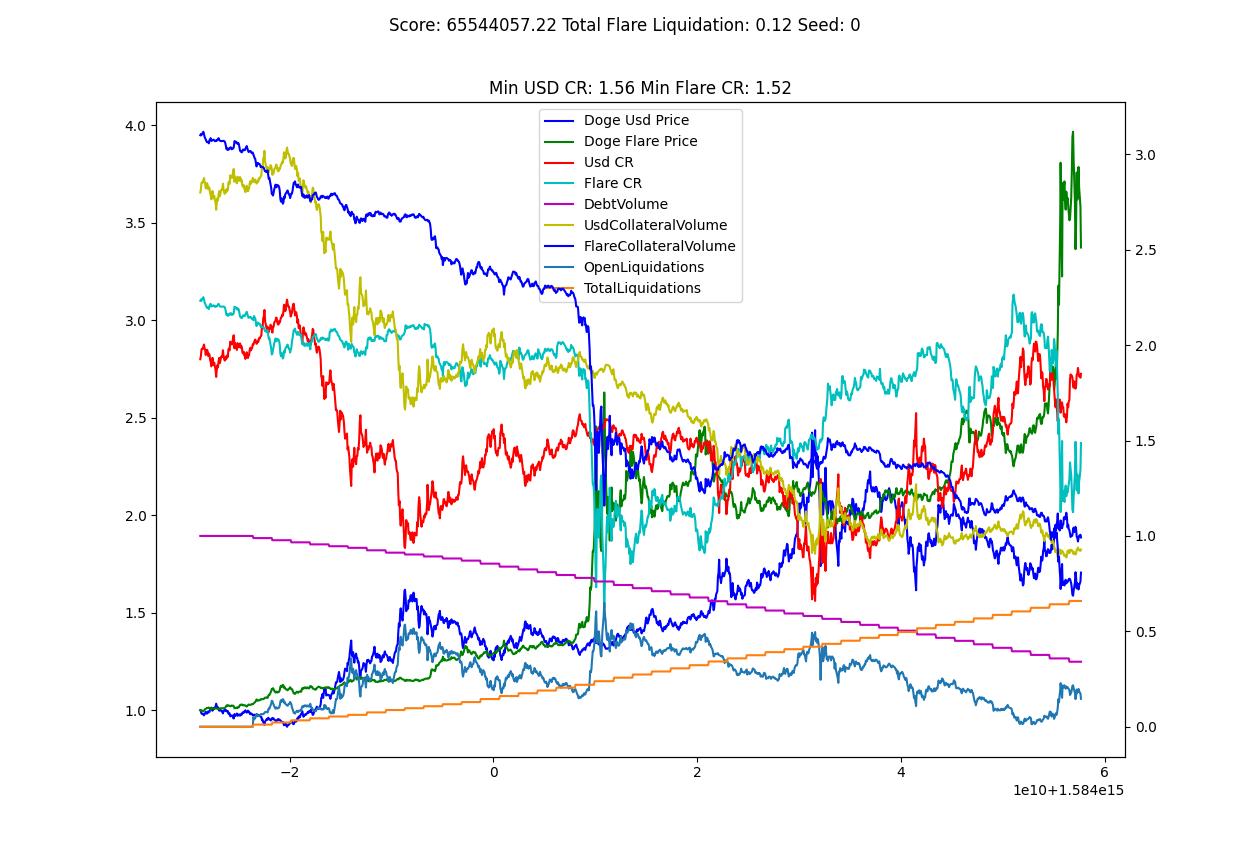 Score: 65544057.22 Total Flare Liquidation: 0.12 Seed: 0
Min USD CR: 1.56 Min Flare CR: 1.52
Doge Usd Price
Doge Flare Price
Usd CR
Flare CR
DebtVolume
UsdCollateralVolume
FlareCollateralVolume
OpenLiquidations
TotalLiquidations
4.0
3.5
3.0
2.5
2.0
1.5
1.0
3.0
2.5
2.0
1.5
1.0
0.5
0.0
−2
0
2
4
6
1e10+1.584e15